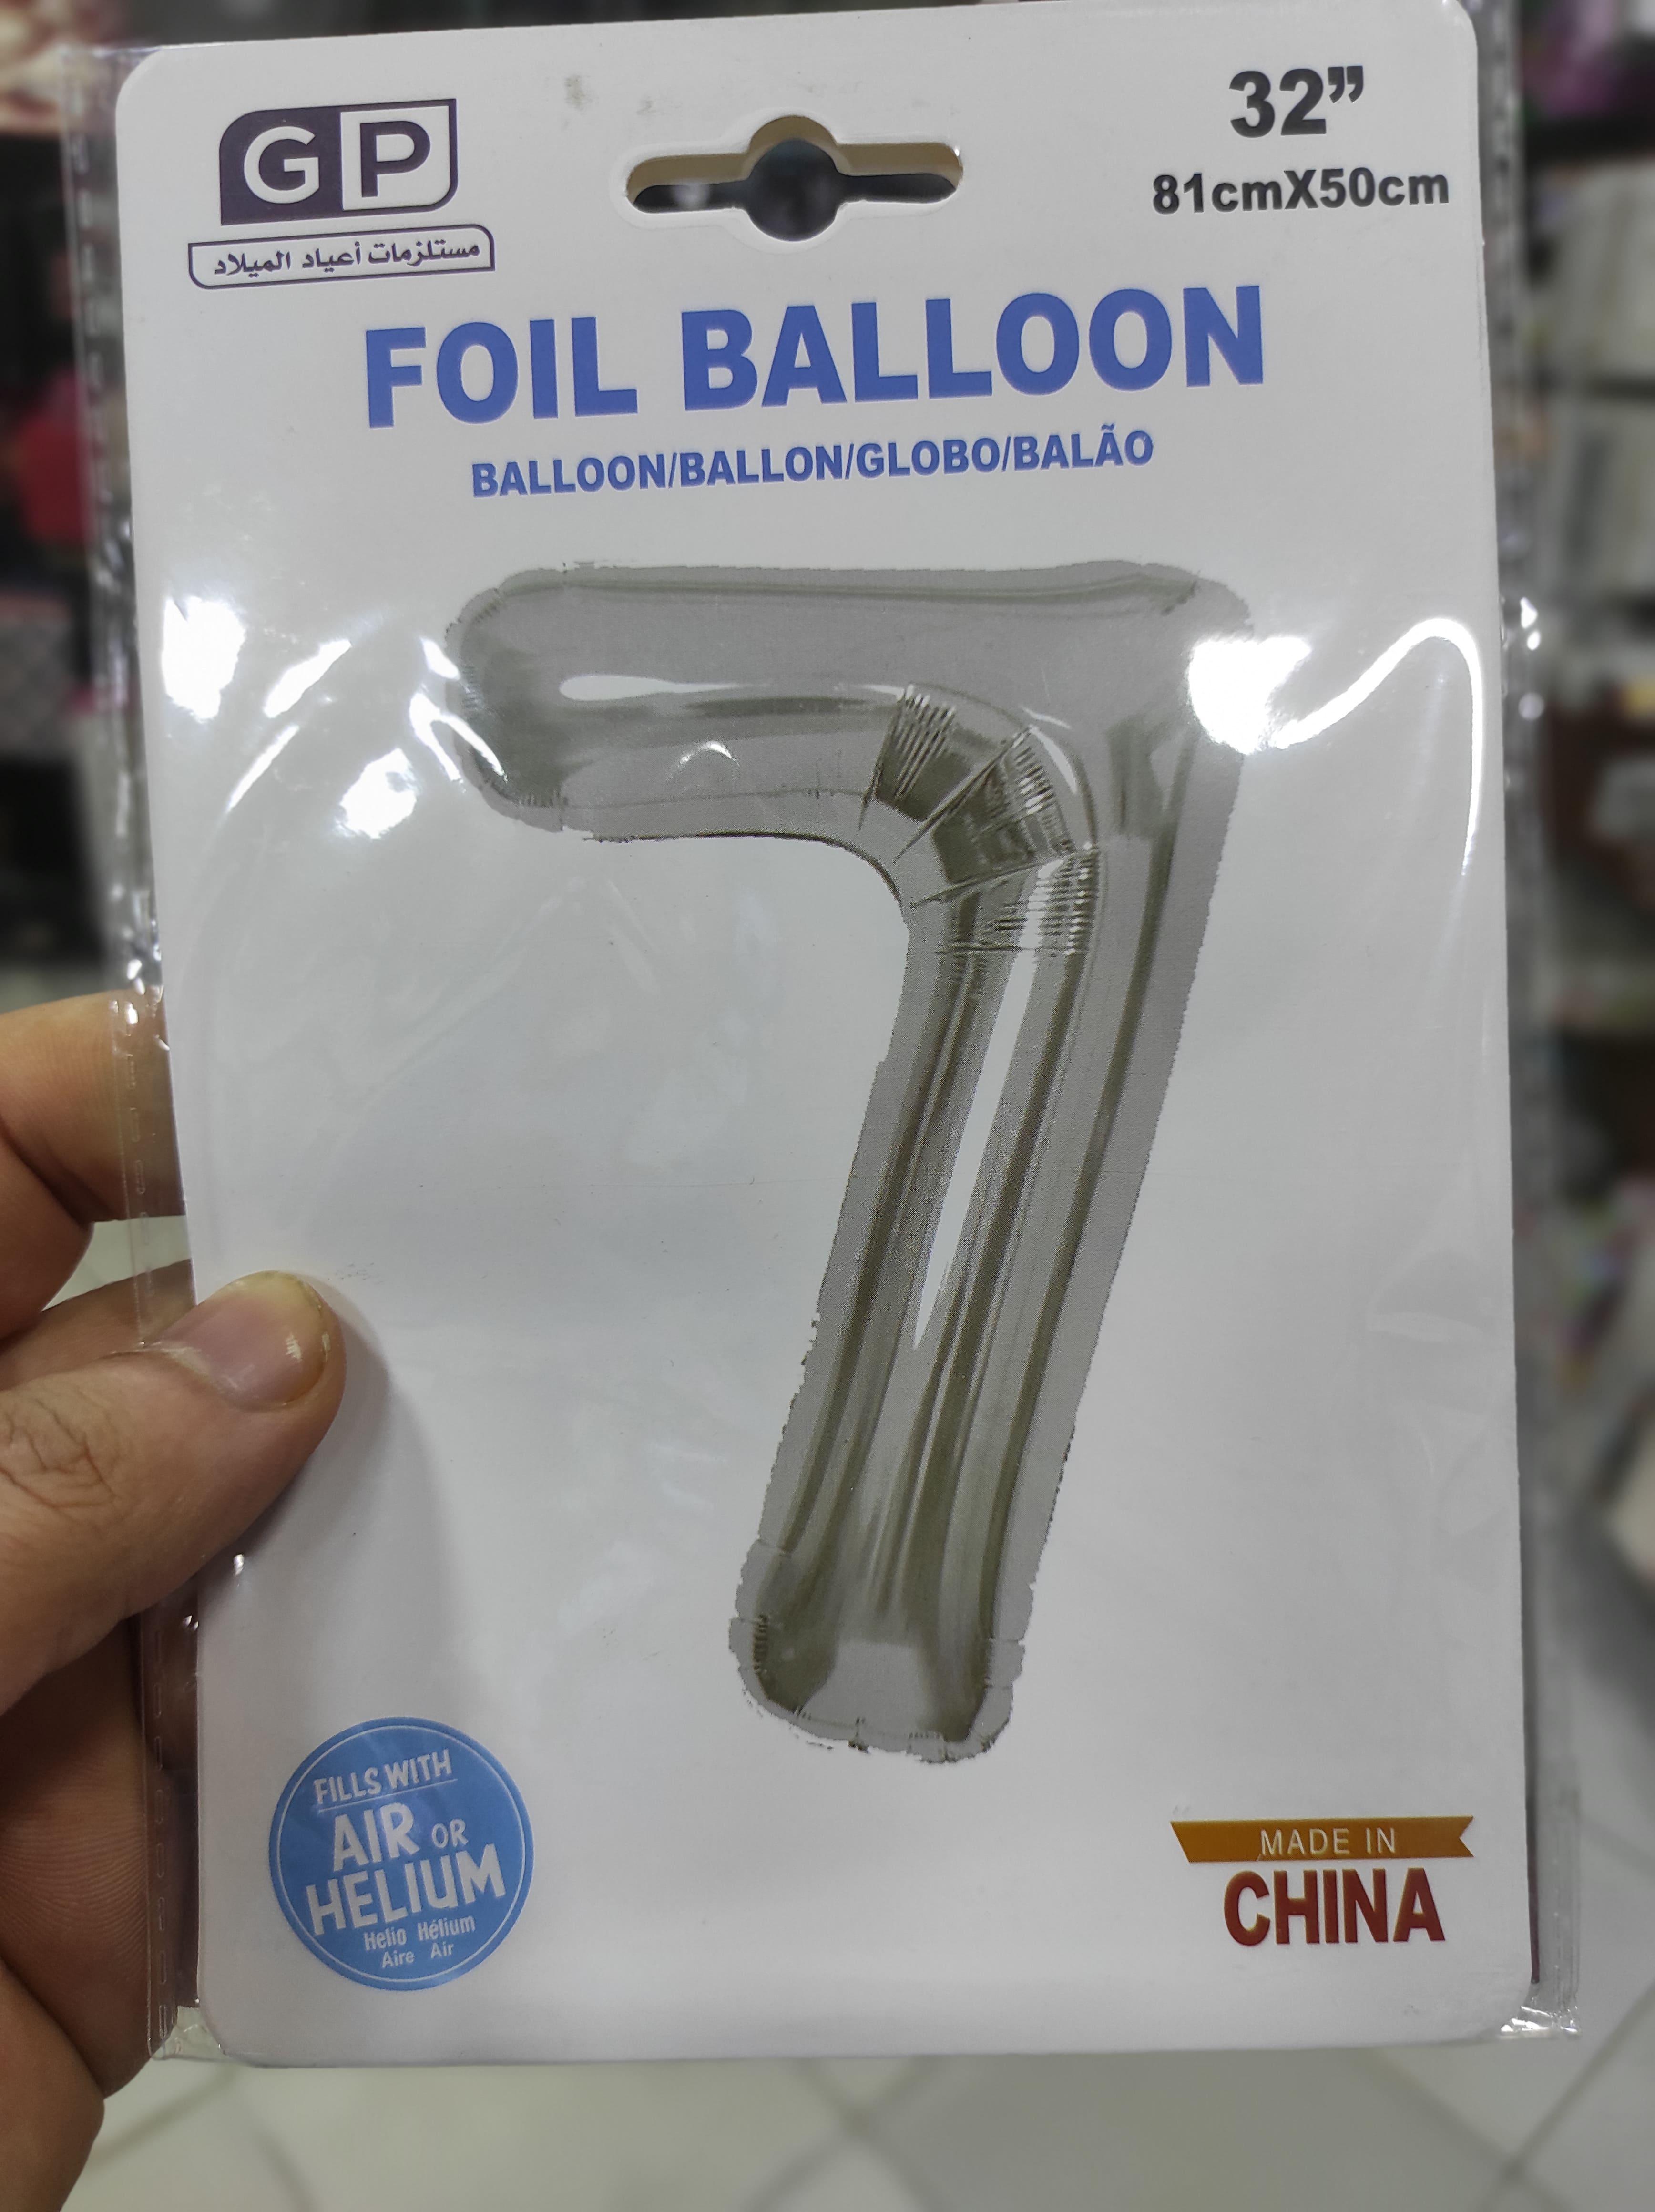 GP
مستلزمات أعياد الميلاد
32”
81cmX50cm
FOIL BALLOON
BALLOON/BALLON/GLOBO/BALÃO
7
FILLS WITH
AIR OR
HELIUM
Helio Hélium
Aire Air
MADE IN
CHINA